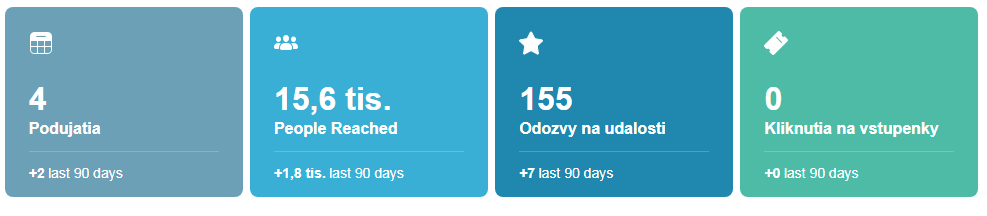 4
Podujatia
+2 last 90 days
15,6 tis.
People Reached
+1,8 tis. last 90 days
155
Odozvy na udalosti
+7 last 90 days
0
Kliknutia na vstupenky
+0 last 90 days